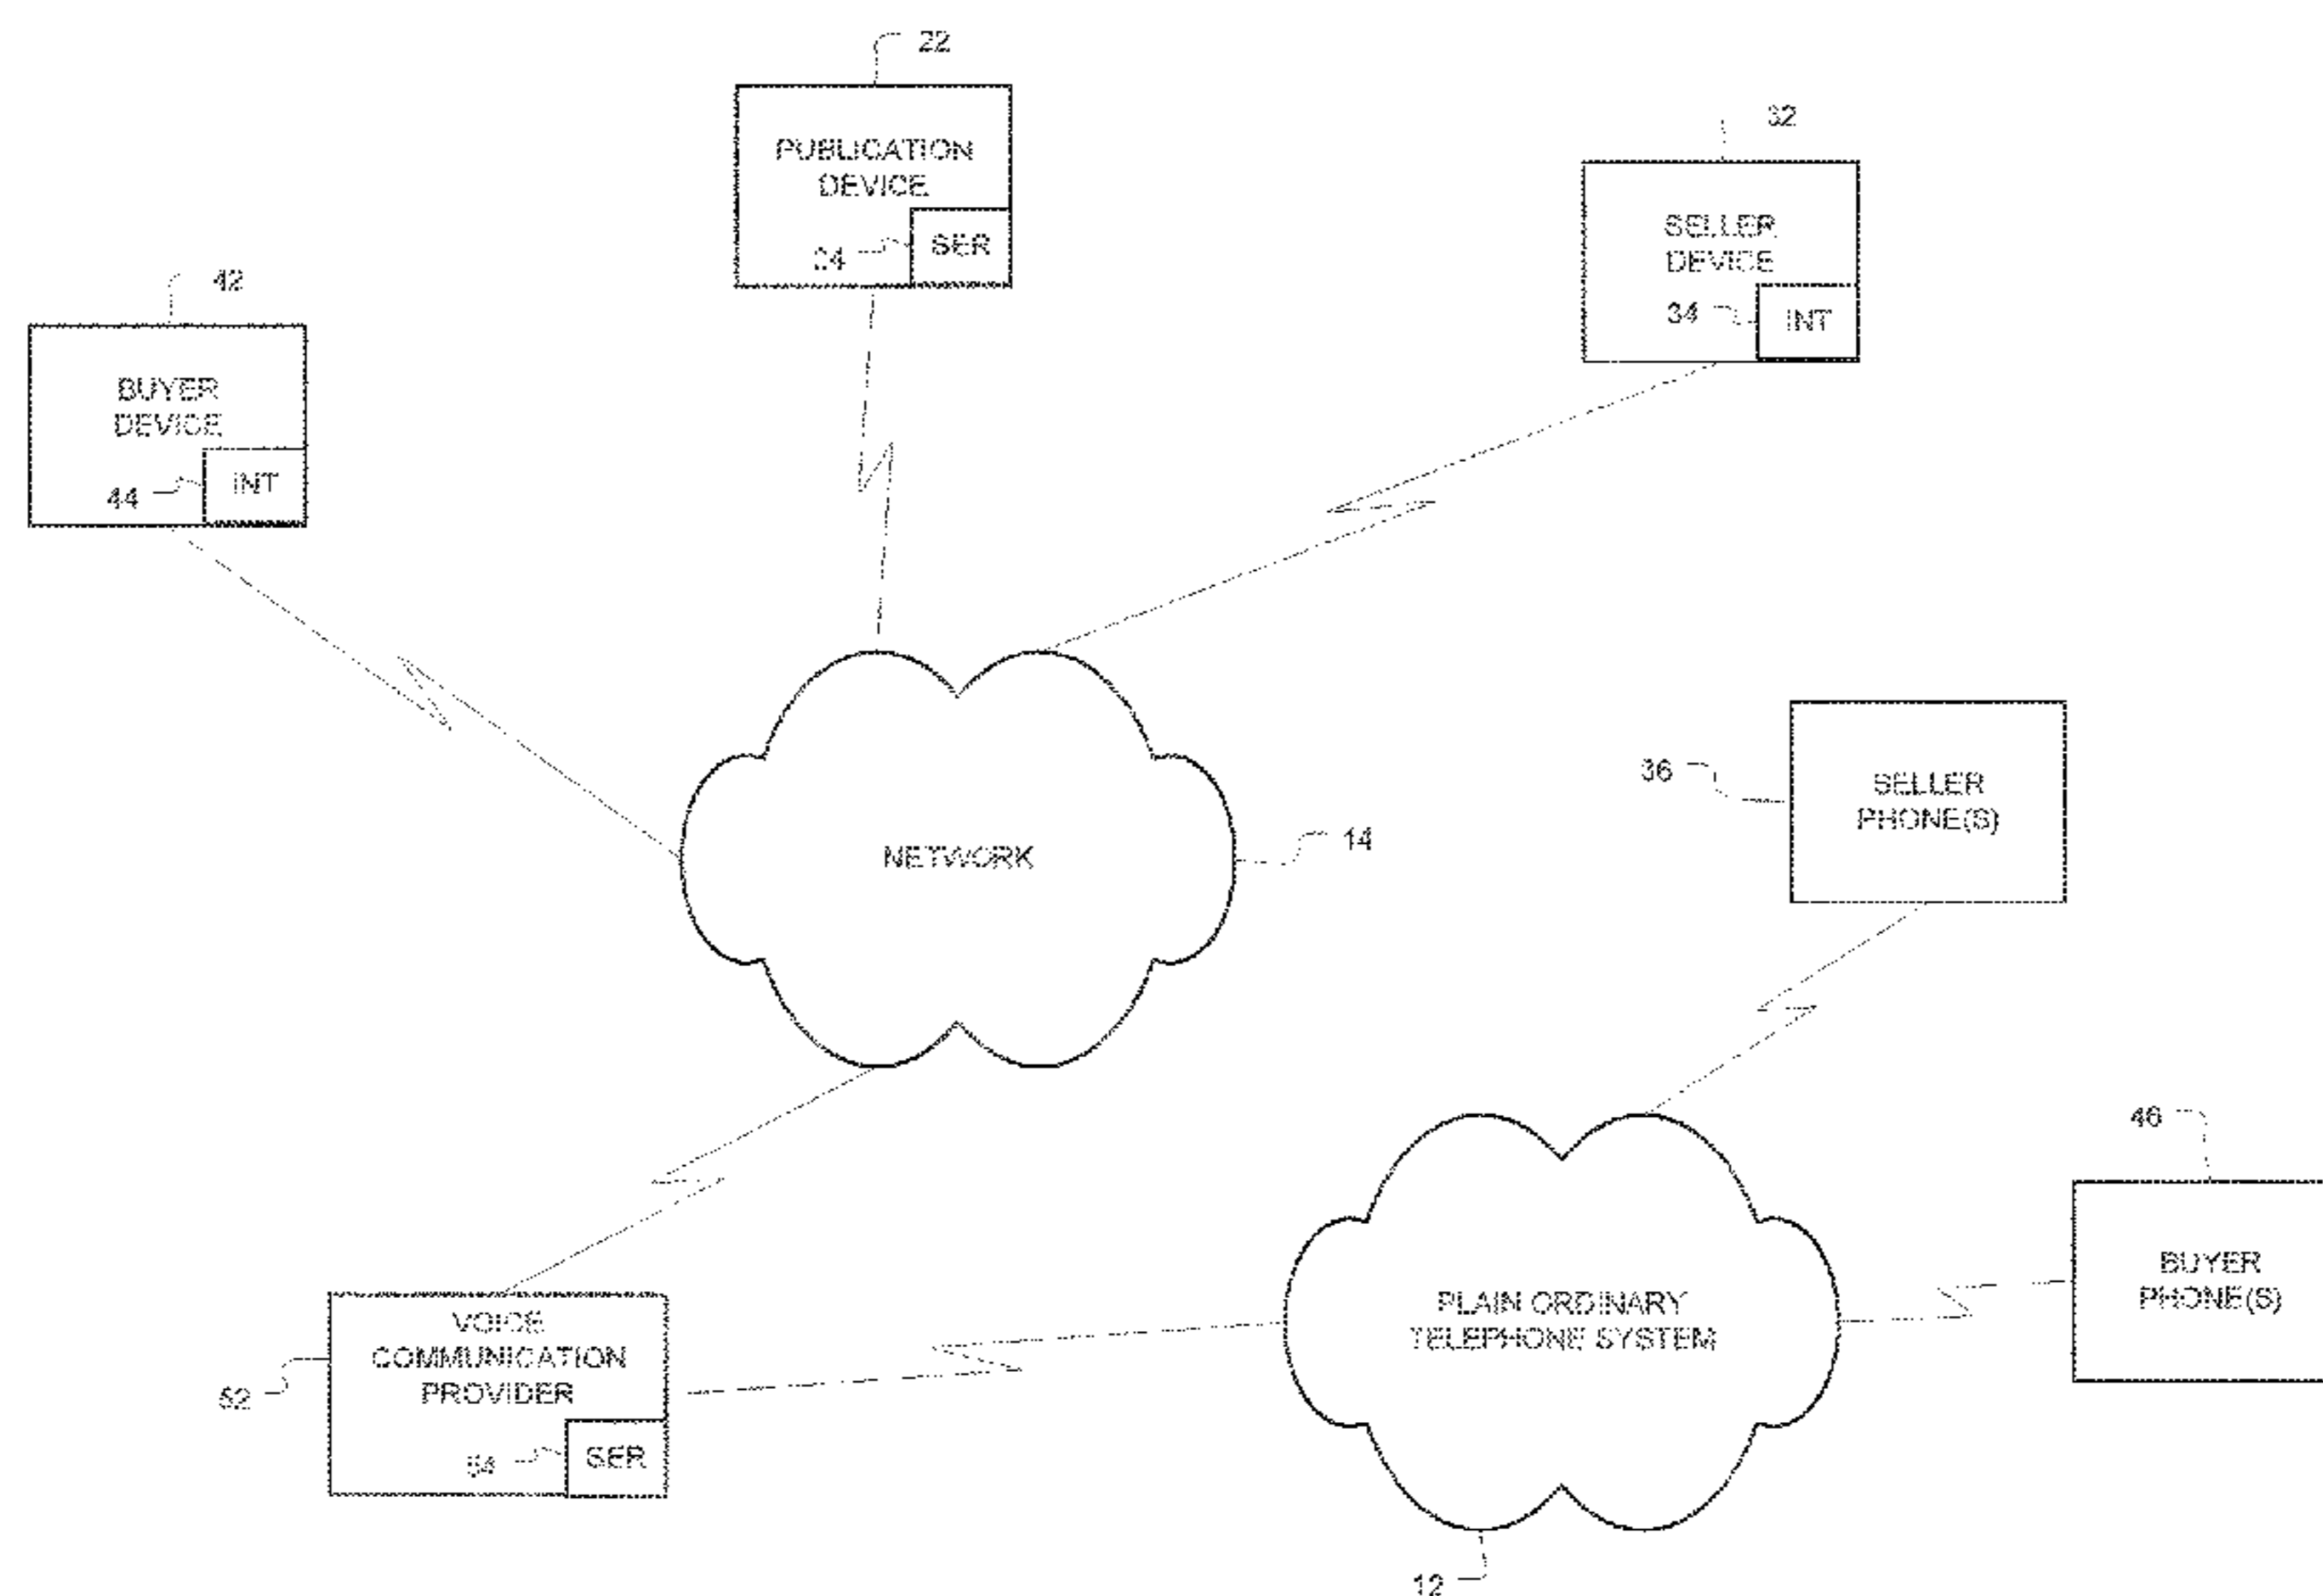 22
PUBLICATION
DEVICE
24
SER
32
SELLER
DEVICE
34
INT
42
BUYER
DEVICE
44
INT
NETWORK
14
36
SELLER
PHONE(S)
46
BUYER
PHONE(S)
PLAIN ORDINARY
TELEPHONE SYSTEM
12
VOICE
COMMUNICATION
PROVIDER
52
54
SER